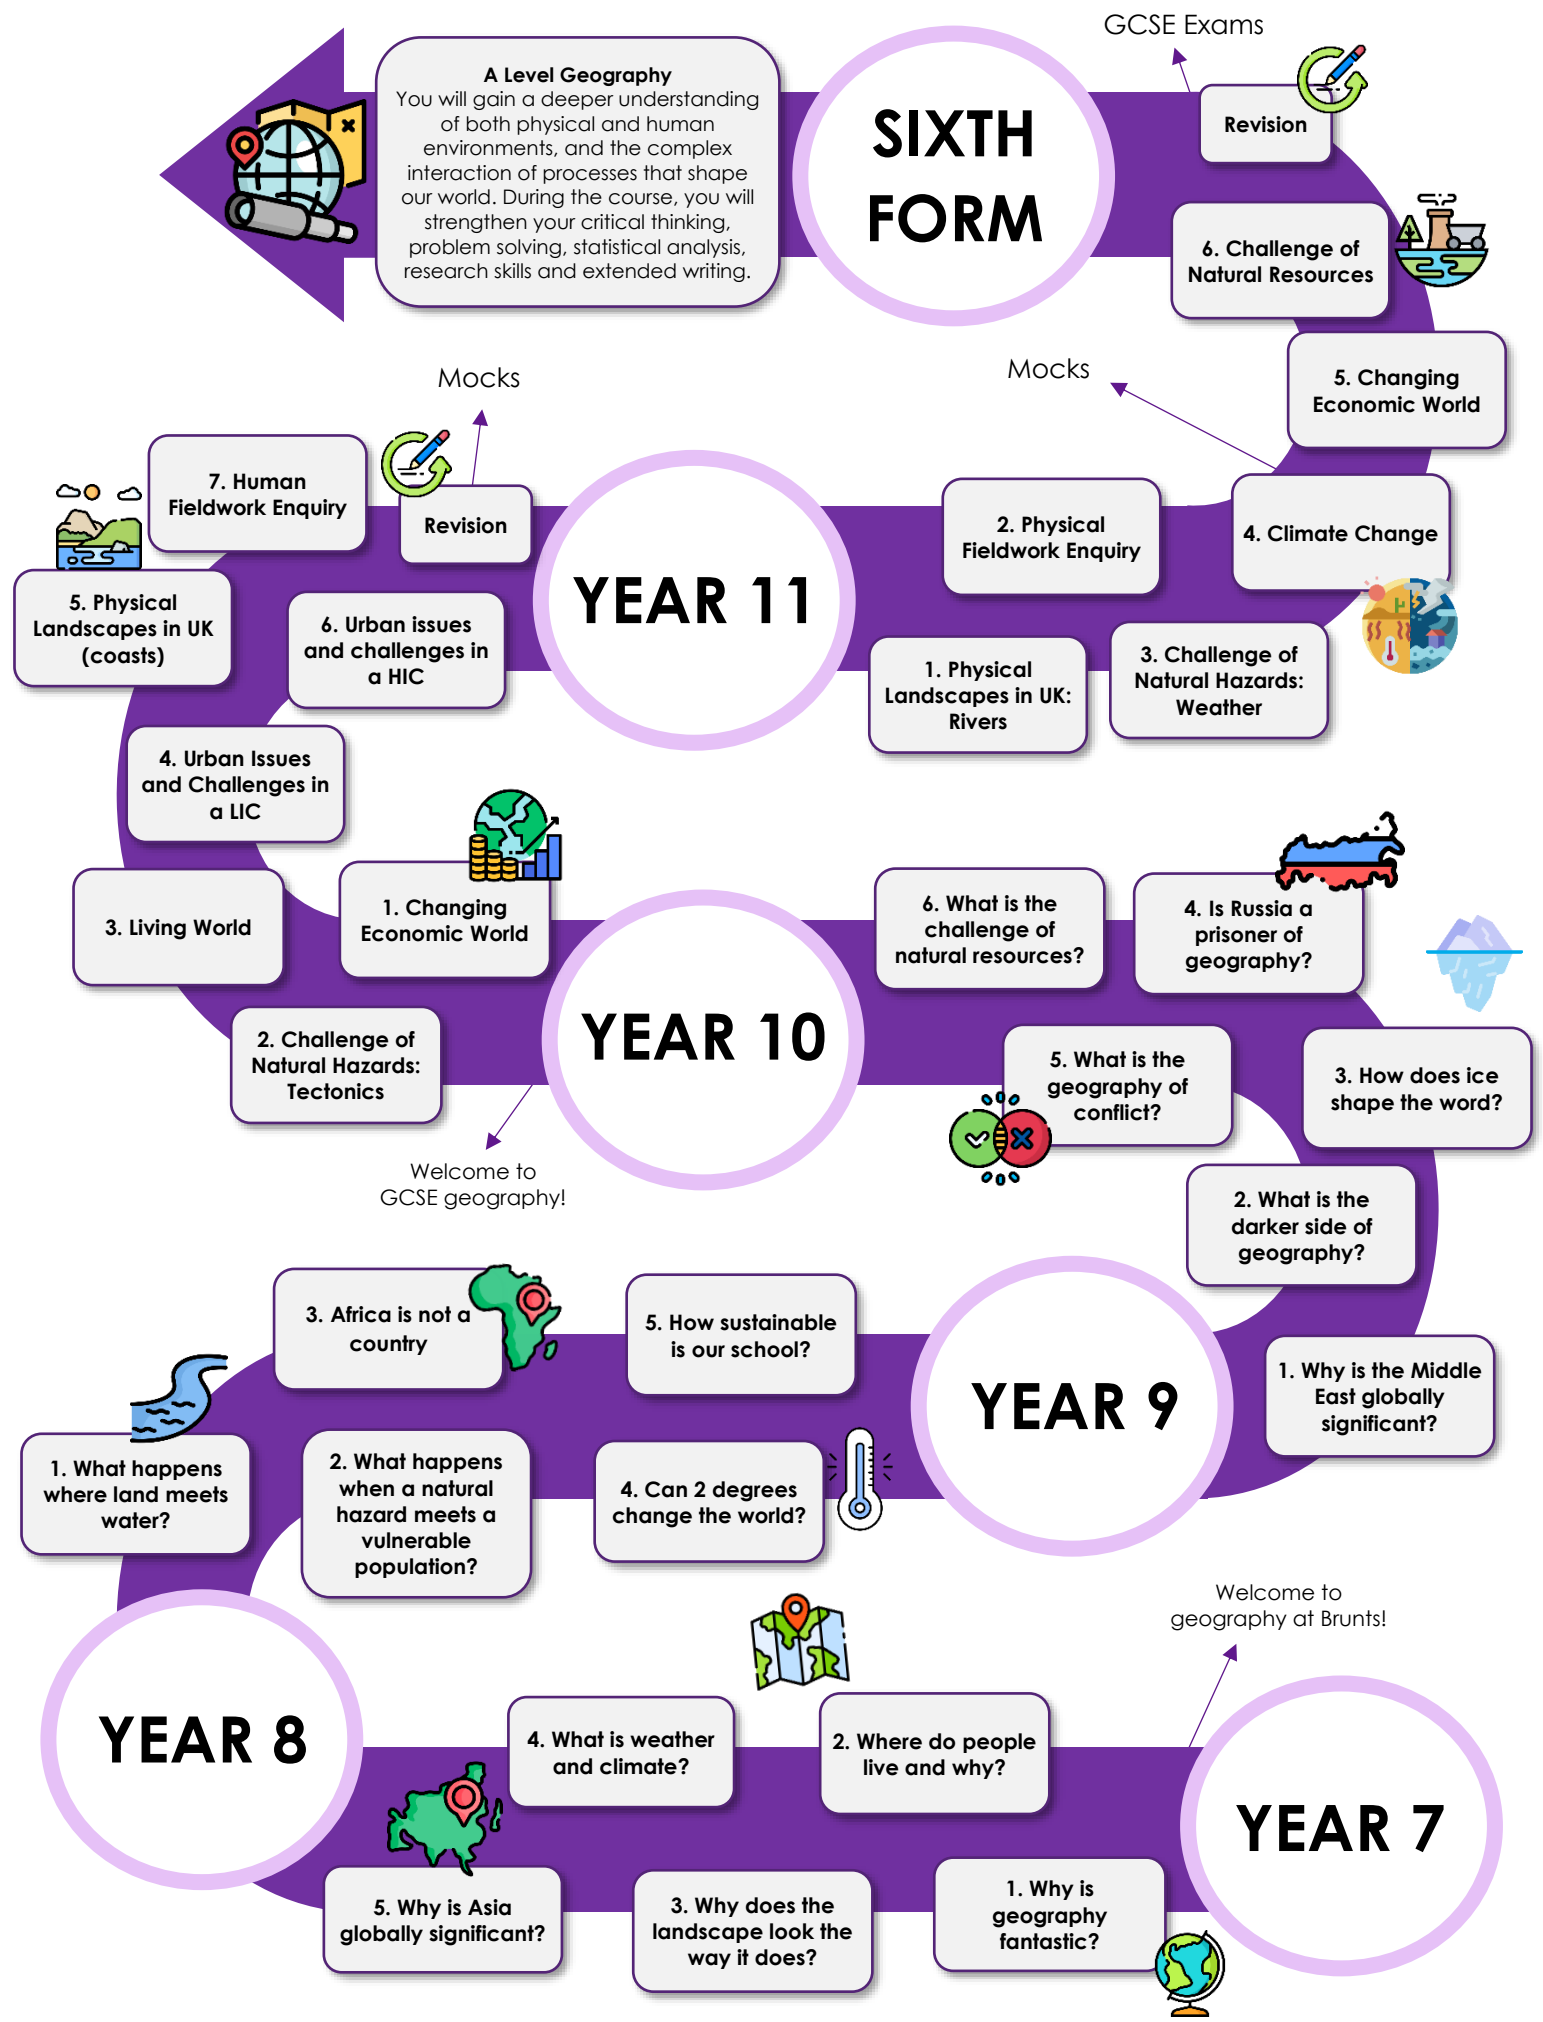 GCSE Exams
A Level Geography
You will gain a deeper understanding
of both physical and human
environments, and the complex
interaction of processes that shape
our world. During the course, you will
strengthen your critical thinking,
problem solving, statistical analysis,
research skills and extended writing.
SIXTH
FORM
Revision
6. Challenge of
Natural Resources
5. Changing
Economic World
Mocks
Mocks
4. Climate Change
2. Physical
Fieldwork Enquiry
3. Challenge of
Natural Hazards:
Weather
1. Physical
Landscapes in UK:
Rivers
YEAR 11
Revision
7. Human
Fieldwork Enquiry
6. Urban issues
and challenges in
a HIC
5. Physical
Landscapes in UK
(coasts)
4. Urban Issues
and Challenges in
a LIC
3. Living World
1. Changing
Economic World
2. Challenge of
Natural Hazards:
Tectonics
Welcome to
GCSE geography!
YEAR 10
6. What is the
challenge of
natural resources?
4. Is Russia a
prisoner of
geography?
5. What is the
geography of
conflict?
3. How does ice
shape the word?
2. What is the
darker side of
geography?
1. Why is the Middle
East globally
significant?
YEAR 9
5. How sustainable
is our school?
3. Africa is not a
country
4. Can 2 degrees
change the world?
2. What happens
when a natural
hazard meets a
vulnerable
population?
1. What happens
where land meets
water?
YEAR 8
Welcome to
geography at Brunts!
4. What is weather
and climate?
2. Where do people
live and why?
YEAR 7
5. Why is Asia
globally significant?
3. Why does the
landscape look the
way it does?
1. Why is
geography
fantastic?